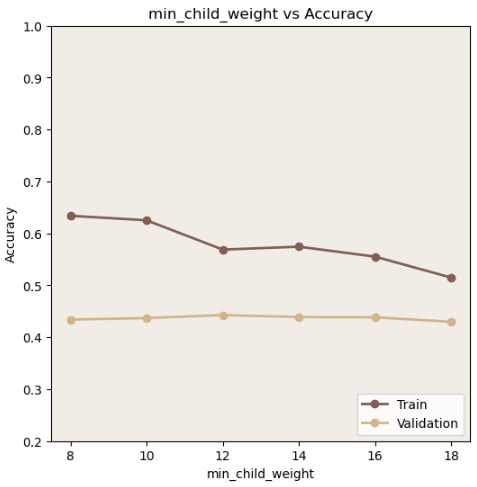 min_child_weight vs Accuracy
1.0
0.9
0.8
0.7
0.6
0.5
0.4
0.3
0.2
Accuracy
8 10 12 14 16 18
min_child_weight
Train
Validation